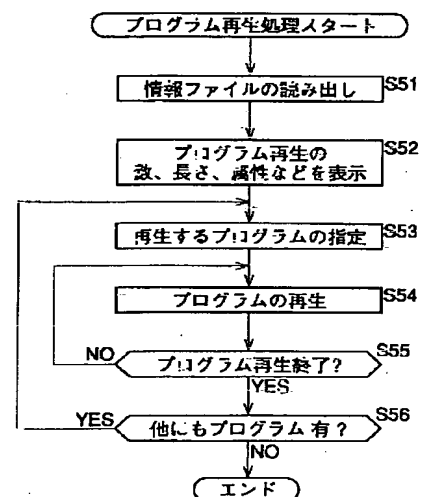 プログラム再生処理スタート
情報ファイルの読み出し S51
プログラム再生の
数、長さ、属性などを表示 S52
再生するプログラムの指定 S53
プログラムの再生 S54
NO プログラム再生終了? S55
YES
YES 他にもプログラム有? S56
NO
エンド